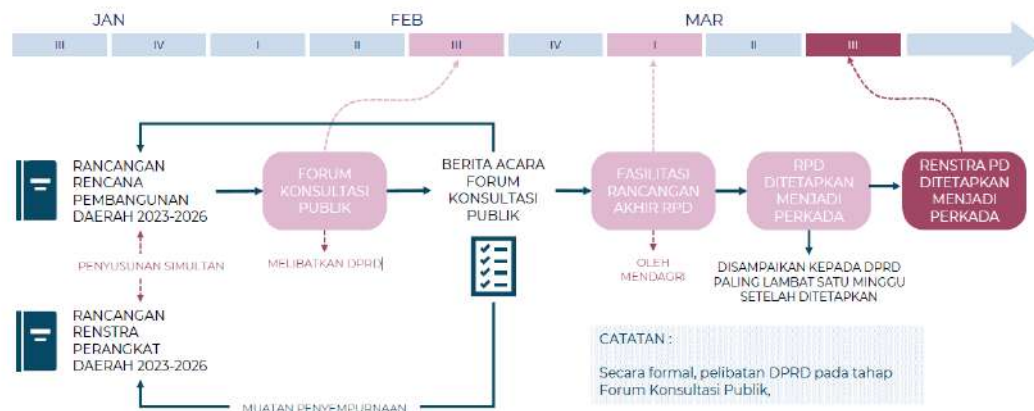 JAN
FEB
MAR
III
IV
I
II
III
IV
I
II
III
RANCANGAN
RENCANA
PEMBANGUNAN
DAERAH 2023-2026
FORUM
KONSULTASI
PUBLIK
BERITA ACARA
FORUM
KONSULTASI
PUBLIK
FASILITASI
RANCANGAN
AKHIR RPD
RPD
DITETAPKAN
MENJADI
PERKADA
RENSTRA PD
DITETAPKAN
MENJADI
PERKADA
PENYUSUNAN SIMULTAN
MELIBATKAN DPRD
OLEH
MENDAGRI
DISAMPAIKAN KEPADA DPRD
PALING LAMBAT SATU MINGGU
SETELAH DITETAPKAN
RANCANGAN
RENSTRA
PERANGKAT
DAERAH 2023-2026
CATATAN :
Secara formal, pelibatan DPRD pada tahap
Forum Konsultasi Publik,
MUATAN PENYEMPURNAAN